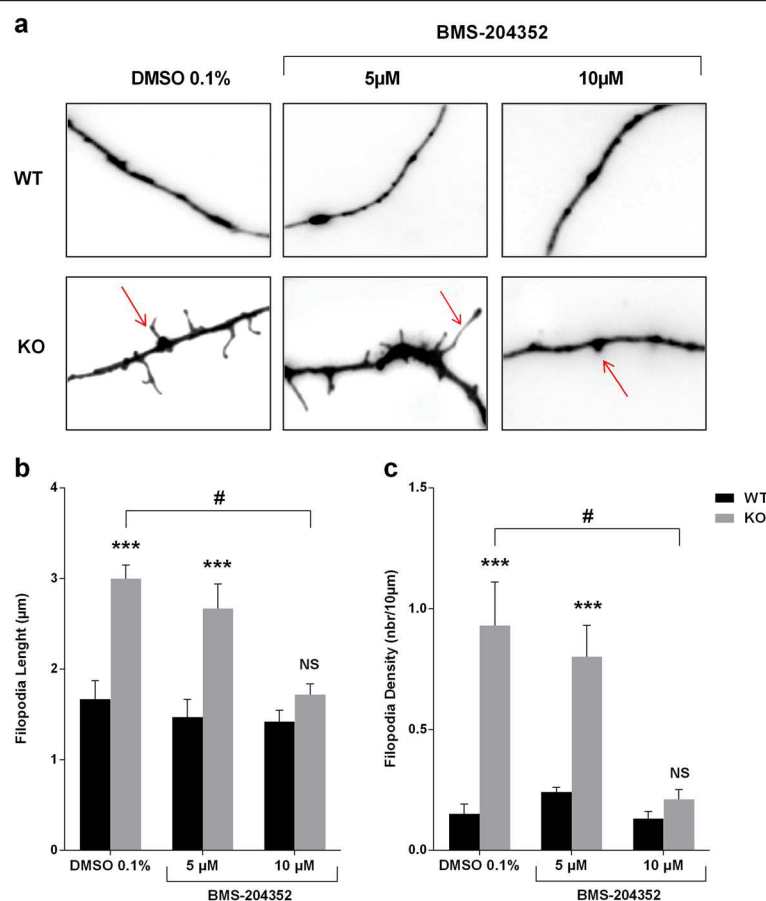 a
BMS-204352
DMSO 0.1% 5µM 10µM
WT
KO
b
4
3
2
1
0
Filopodia Lenght (µm)
#
***
***
NS
DMSO 0.1% 5 µM 10 µM
BMS-204352
c
1.5
1.0
0.5
0.0
Filopodia Density (nbr/10µm)
#
***
***
NS
DMSO 0.1% 5 µM 10 µM
BMS-204352
WT
KO